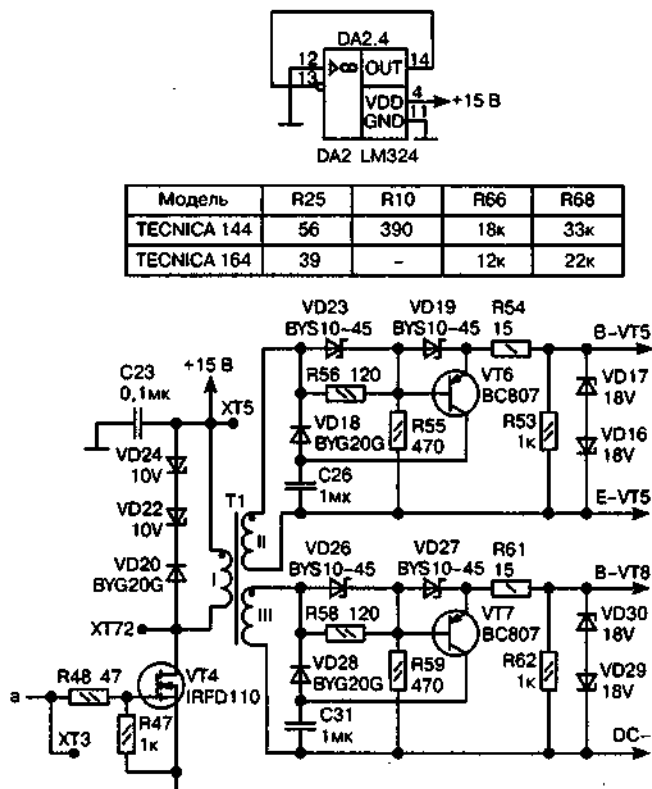 DA2.4
12 ▷∞ OUT 14
13
VDD 4 +15 В
GND 11
DA2 LM324
Модель R25 R10 R66 R68
TECNICA 144 56 390 18к 33к
TECNICA 164 39 – 12к 22к
VD23 VD19 R54
BYS10-45 BYS10-45 15
B-VT5
C23
0,1мк
+15 В
XT5
R56 120
VT6
BC807
VD17
18V
VD18
BYG20G
R55
470
R53
1к
VD16
18V
VD24
10V
C26
1мк
T1
II
E-VT5
VD22
10V
VD26 VD27 R61
BYS10-45 BYS10-45 15
B-VT8
VD20
BYG20G
I
III
R58 120
VT7
BC807
VD30
18V
XT72
VD28
BYG20G
R59
470
R62
1к
VD29
18V
R48 47
VT4
IRFD110
a
C31
1мк
R47
1к
XT3
DC-